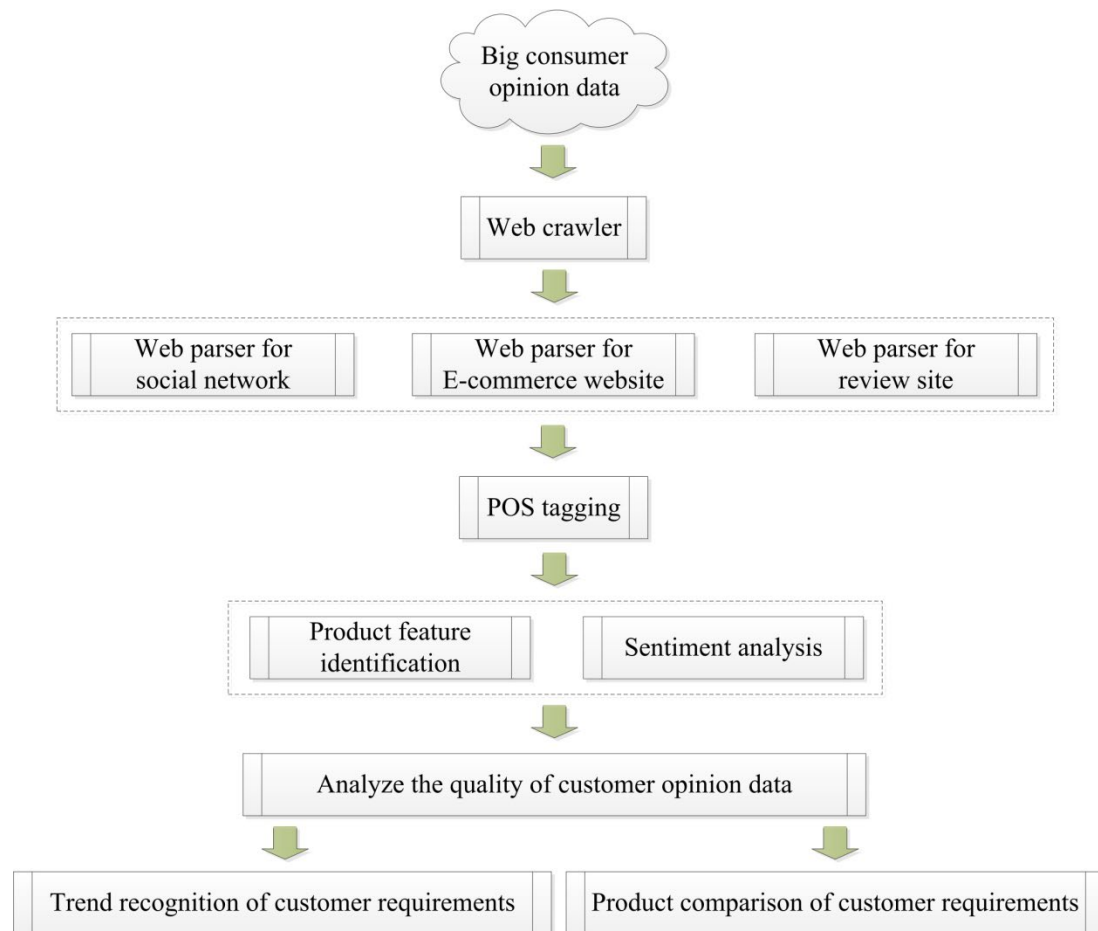 Big consumer
opinion data
Web crawler
Web parser for
social network
Web parser for
E-commerce website
Web parser for
review site
POS tagging
Product feature
identification
Sentiment analysis
Analyze the quality of customer opinion data
Trend recognition of customer requirements
Product comparison of customer requirements